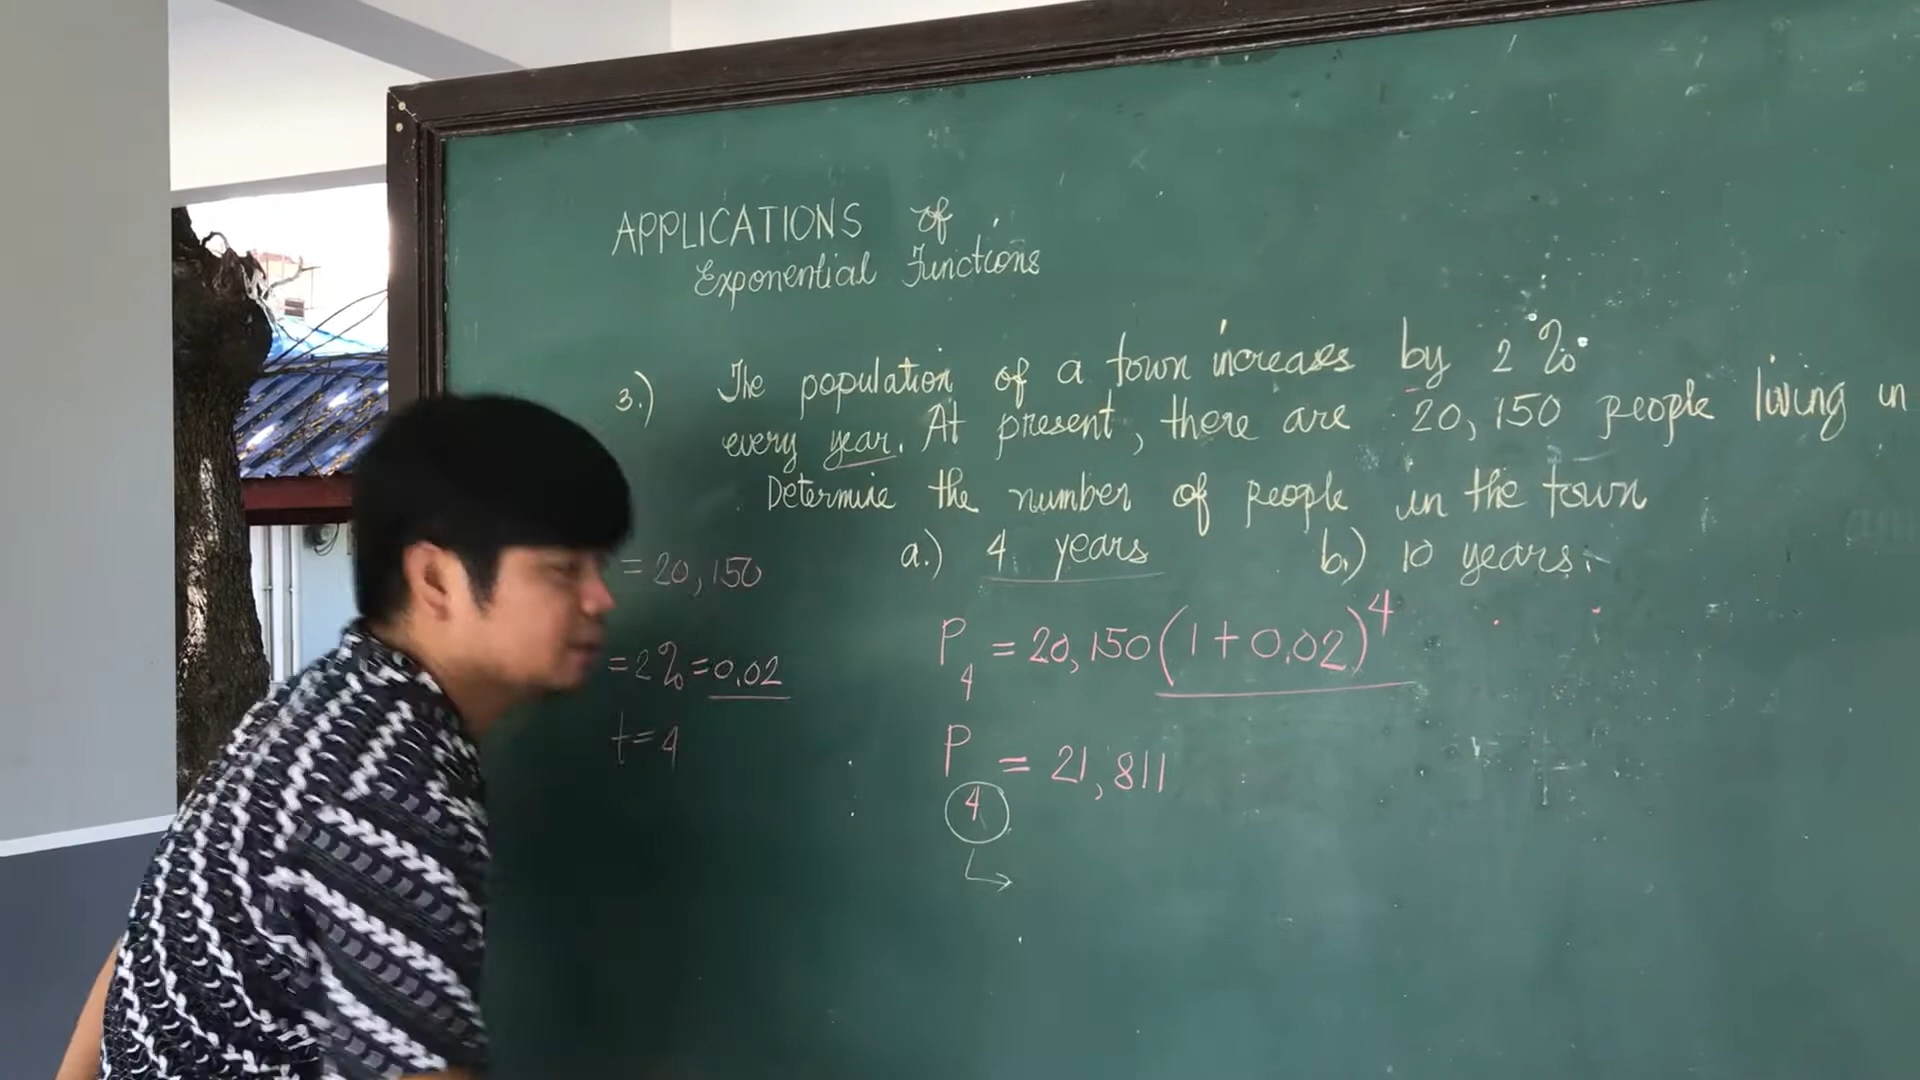 APPLICATIONS of
Exponential Functions
3.) The population of a town increases by 2%
every year. At present, there are 20,150 people living in
Determine the number of people in the town
a.) 4 years b.) 10 years.
= 20,150
= 2% = 0.02
t = 4
P4 = 20,150(1 + 0.02)^4
P4 = 21,811